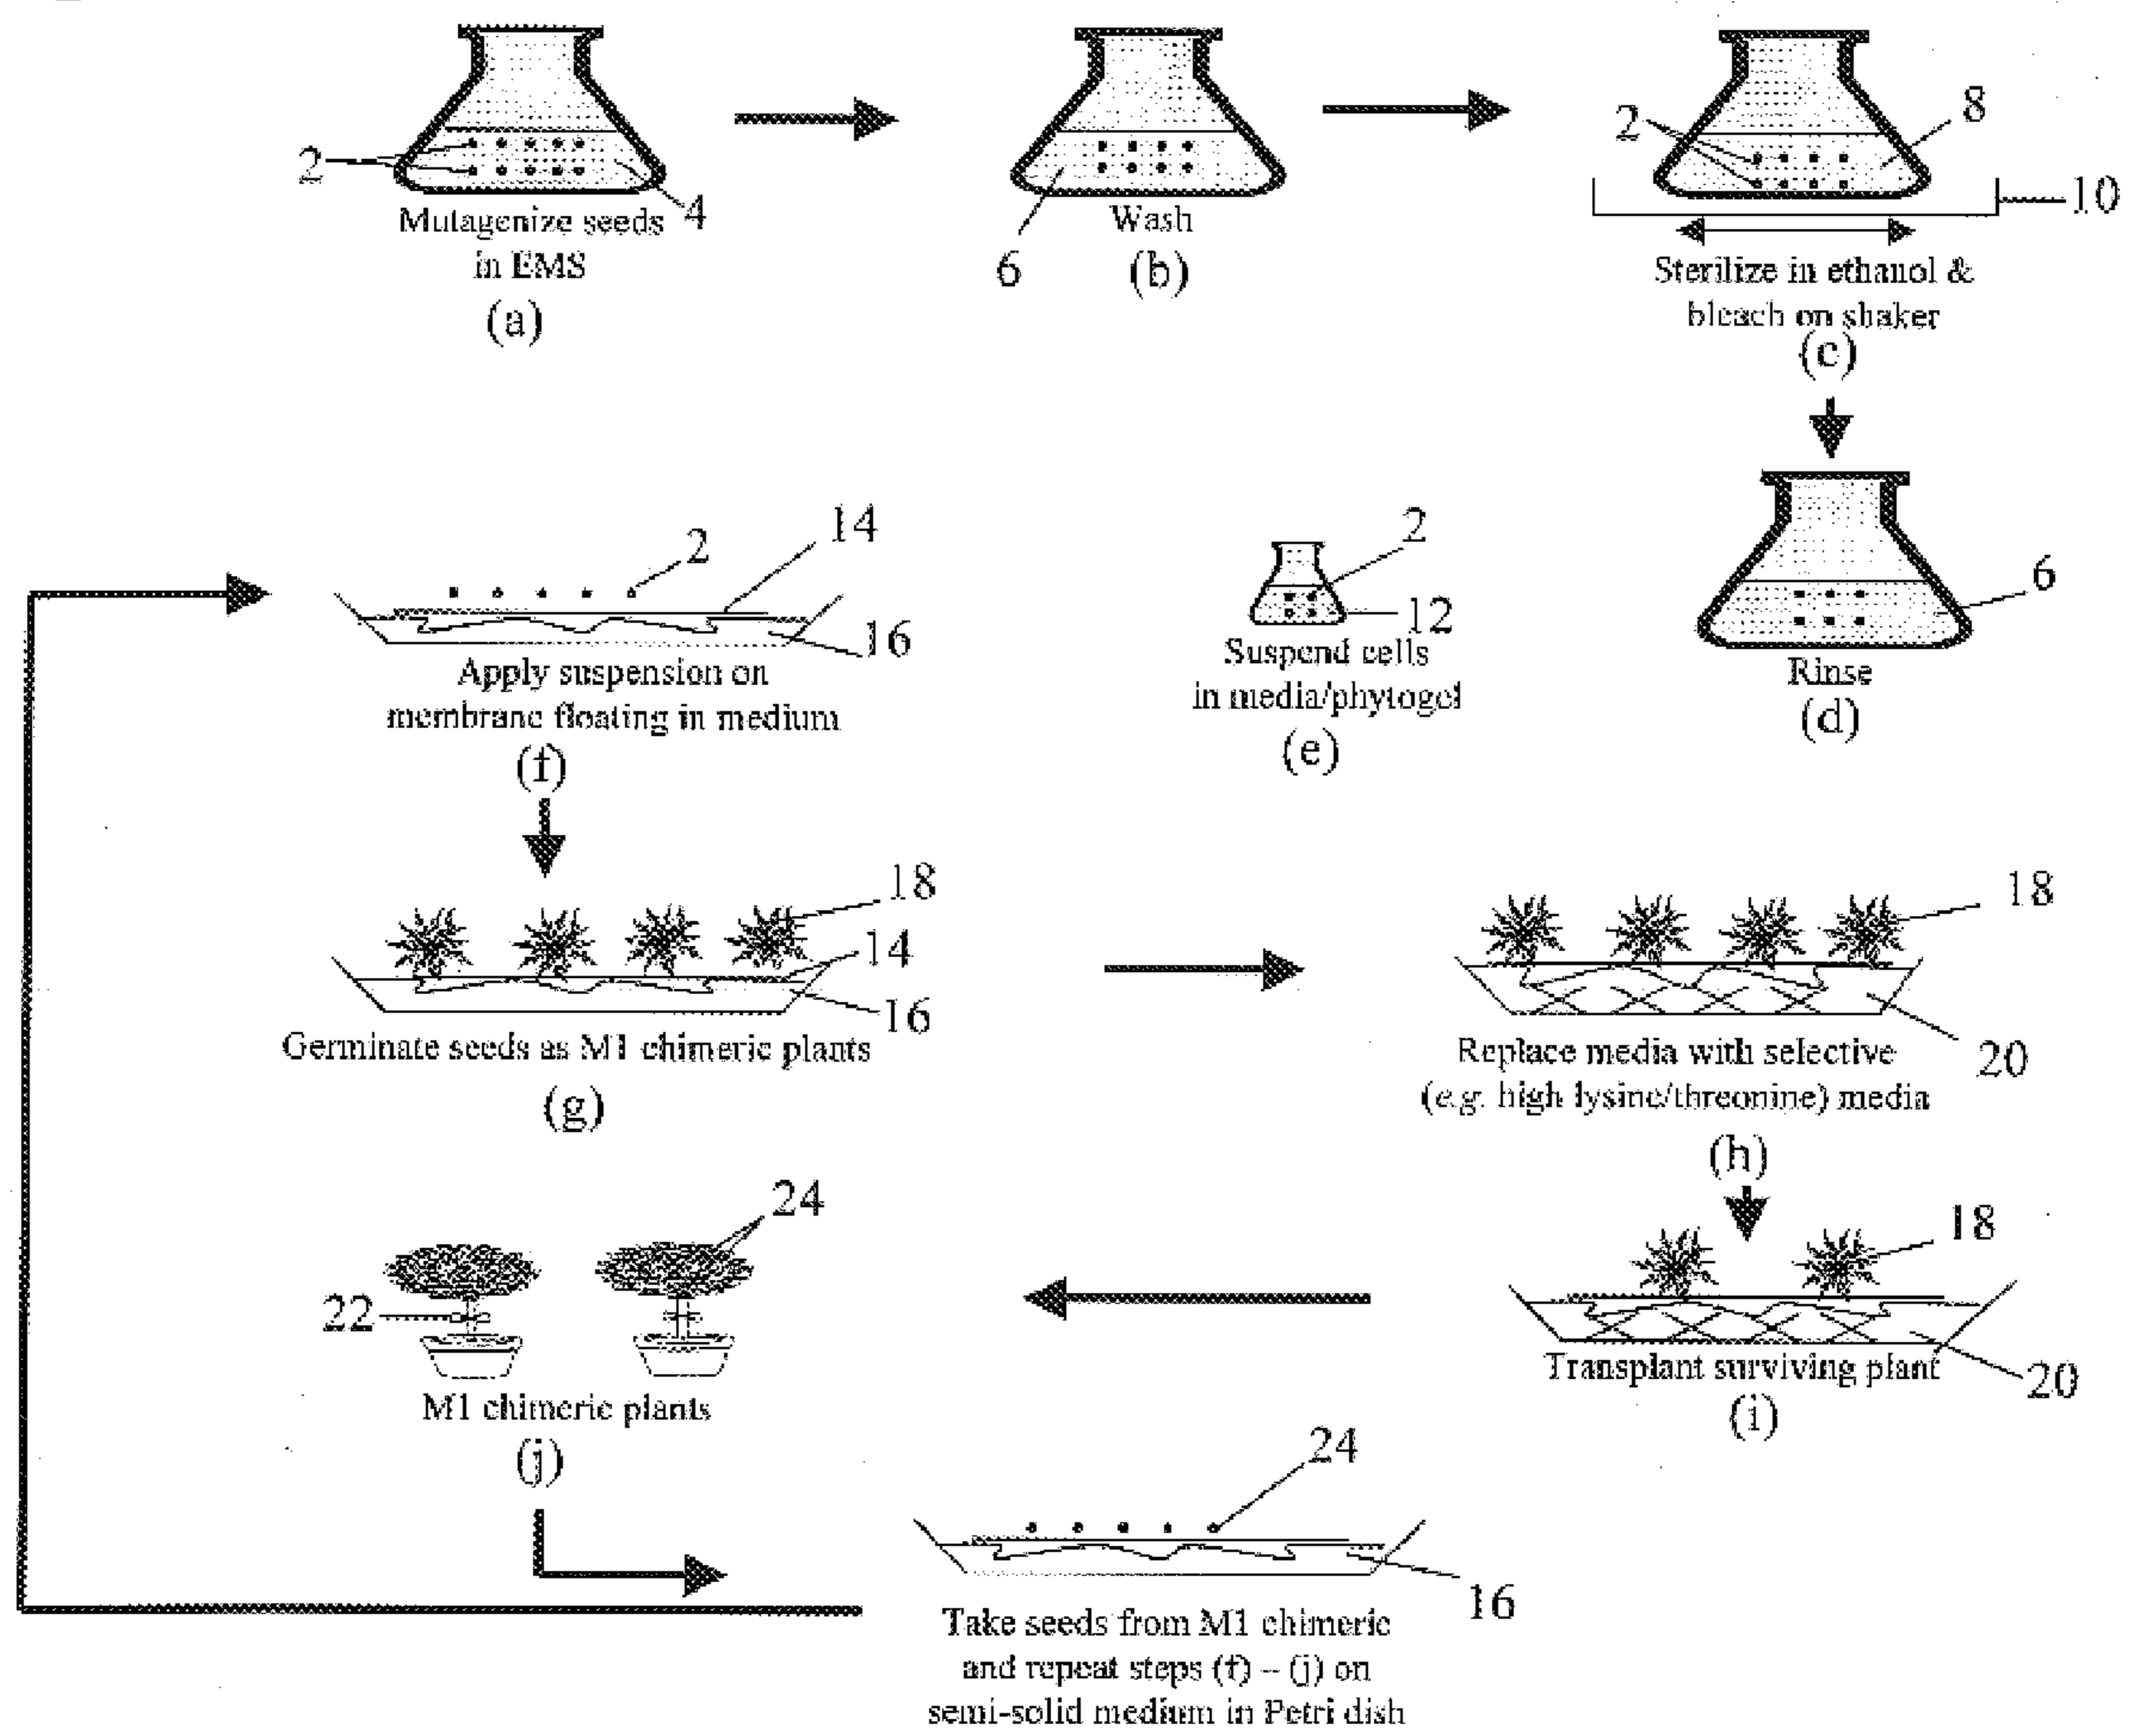 2
4
Mutagenize seeds
in EMS
(a)
6
Wash
(b)
2
8
10
Sterilize in ethanol &
bleach on shaker
(c)
2
14
16
Apply suspension on
membrane floating in medium
(f)
2
12
Suspend cells
in media/phytogel
(e)
6
Rinse
(d)
18
14
16
Germinate seeds as M1 chimeric plants
(g)
18
20
Replace media with selective
(e.g. high lysine/threonine) media
(h)
24
22
M1 chimeric plants
(j)
18
20
Transplant surviving plant
(i)
24
16
Take seeds from M1 chimeric
and repeat steps (f) – (j) on
semi-solid medium in Petri dish